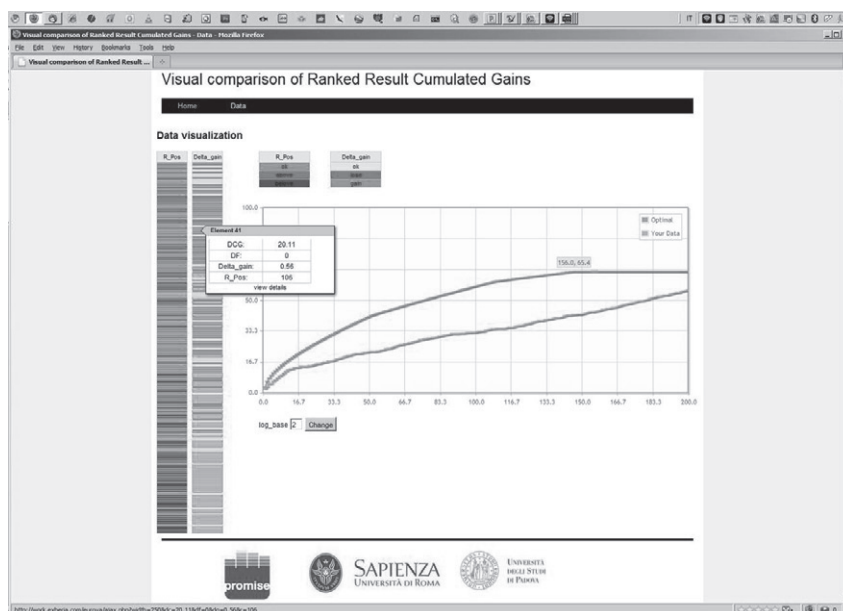 IT
Visual comparison of Ranked Result Cumulated Gains - Data - Mozilla Firefox
File Edit View History Bookmarks Tools Help
Visual comparison of Ranked Result ...
Visual comparison of Ranked Result Cumulated Gains
Home Data
Data visualization
R_Pos Delta_gain R_Pos Delta_gain
ok ok
gain
100.0
Optimal
Your Data
Element 41
DCG: 20.11
DF: 0
Delta_gain: 0.56
R_Pos: 106
view details
156.0, 65.4
50.0
33.3
16.7
0.0
0.0 16.7 33.3 50.0 66.7 83.3 100.0 116.7 133.3 150.0 166.7 183.3 200.0
log_base 2 Change
promise
SAPIENZA
UNIVERSITÀ DI ROMA
UNIVERSITÀ
DEGLI STUDI
DI PADOVA